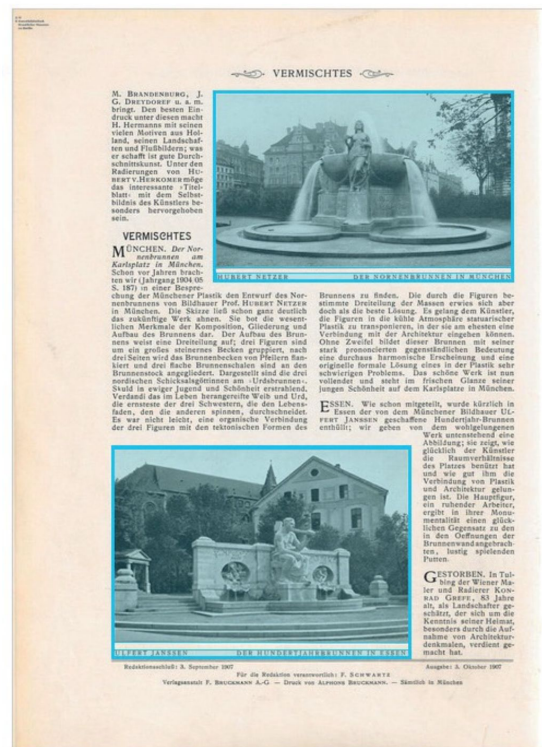 VERMISCHTES
M. BRANDENBURG, J.
G. DREYDORFF u. a. m.
bringt. Den besten Ein-
druck unter diesen macht
H. Hermanns mit seinen
vielen Motiven aus Hol-
land, seinen Landschaf-
ten und Flußbildern; was
er schafft ist gute Durch-
schnittskunst. Unter den
Radierungen von HU-
BERT V. HERKOMER möge
das interessante ‹Titel-
blatt› mit dem Selbst-
bildnis des Künstlers be-
sonders hervorgehoben
sein.
HUBERT NETZER DER NORNENBRUNNEN IN MÜNCHEN
VERMISCHTES
MÜNCHEN. Der Nor-
nenbrunnen am
Karlsplatz in München.
Schon vor Jahren brach-
ten wir (Jahrgang 1904/05
S. 187) in einer Bespre-
chung der Münchener Plastik den Entwurf des Nor-
nenbrunnens von Bildhauer Prof. HUBERT NETZER
in München. Die Skizze ließ schon ganz deutlich
das zukünftige Werk ahnen. Sie bot die wesent-
lichen Merkmale der Komposition, Gliederung und
Aufbau des Brunnens dar. Der Aufbau des Brun-
nens weist eine Dreiteilung auf; drei Figuren sind
um ein großes steinernes Becken gruppiert, nach
drei Seiten wird das Brunnenbecken von Pfeilern flan-
kiert und drei flache Brunnenschalen sind an den
Brunnenstock angegliedert. Dargestellt sind die drei
nordischen Schicksalsgöttinnen am ‹Urdsbrunnen›.
Skuld in ewiger Jugend und Schönheit erstrahlend,
Verdandi das im Leben herangereifte Weib und Urd,
die ernsteste der drei Schwestern, die den Lebens-
faden, den die anderen spinnen, durchschneidet.
Es war nicht leicht, eine organische Verbindung
der drei Figuren mit den tektonischen Formen des
Brunnens zu finden. Die durch die Figuren be-
stimmte Dreiteilung der Massen erwies sich aber
doch als die beste Lösung. Es gelang dem Künstler,
die Figuren in die kühle Atmosphäre statuarischer
Plastik zu transponieren, in der sie am ehesten eine
Verbindung mit der Architektur eingehen können.
Ohne Zweifel bildet dieser Brunnen mit seiner
stark prononcierten gegenständlichen Bedeutung
eine durchaus harmonische Erscheinung und eine
originelle formale Lösung eines in der Plastik sehr
schwierigen Problems. Das schöne Werk ist nun
vollendet und steht im frischen Glanze seiner
jungen Schönheit auf dem Karlsplatze in München.
ESSEN. Wie schon mitgeteilt, wurde kürzlich in
Essen der von dem Münchener Bildhauer UL-
FERT JANSSEN geschaffene Hundertjahr-Brunnen
enthüllt; wir geben von dem wohlgelungenen
Werk untenstehend eine
Abbildung; sie zeigt, wie
glücklich der Künstler
die Raumverhältnisse
des Platzes benützt hat
und wie gut ihm die
Verbindung von Plastik
und Architektur gelun-
gen ist. Die Hauptfigur,
ein ruhender Arbeiter,
ergibt in ihrer Monu-
mentalität einen glück-
lichen Gegensatz zu den
in den Oeffnungen der
Brunnenwand angebrach-
ten, lustig spielenden
Putten.
GESTORBEN. In Tul-
bing der Wiener Ma-
ler und Radierer KON-
RAD GREFE, 83 Jahre
alt, als Landschafter ge-
schätzt, der sich um die
Kenntnis seiner Heimat,
besonders durch die Auf-
nahme von Architektur-
denkmalen, verdient ge-
macht hat.
ULFERT JANSSEN DER HUNDERTJAHRBRUNNEN IN ESSEN
Redaktionsschluß: 3. September 1907 Ausgabe: 3. Oktober 1907
Für die Redaktion verantwortlich: F. SCHWARTZ
Verlagsanstalt F. BRUCKMANN A.-G. — Druck von ALPHONS BRUCKMANN. — Sämtlich in München